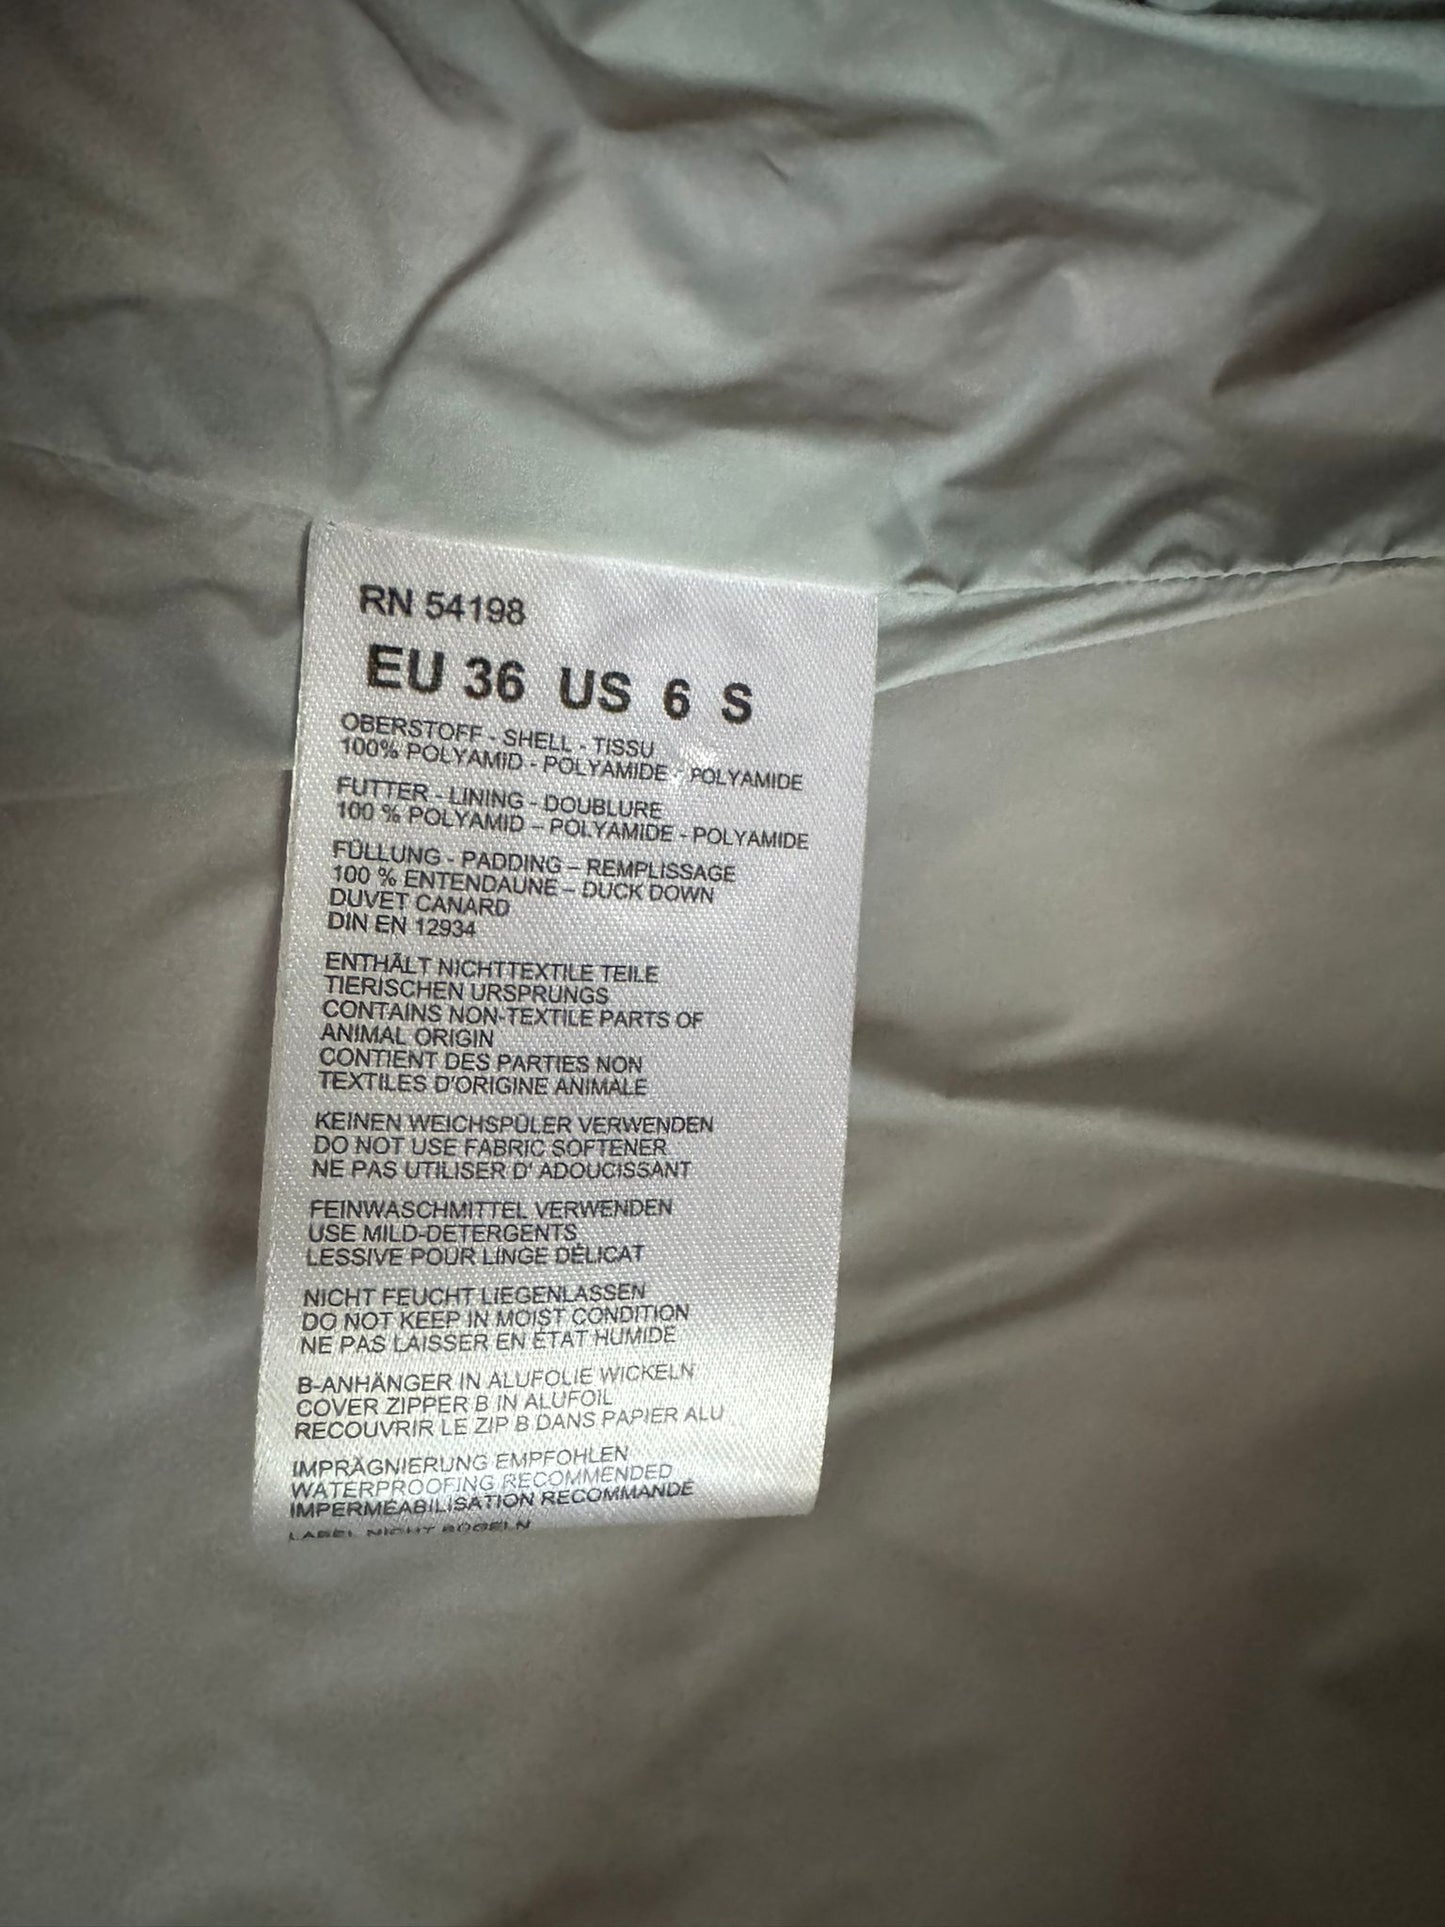 RN 54198
EU 36 US 6 S
OBERSTOFF - SHELL - TISSU
100% POLYAMID - POLYAMIDE - POLYAMIDE
FUTTER - LINING - DOUBLURE
100 % POLYAMID – POLYAMIDE - POLYAMIDE
FÜLLUNG - PADDING – REMPLISSAGE
100 % ENTENDAUNE – DUCK DOWN
DUVET CANARD
DIN EN 12934
ENTHÄLT NICHTTEXTILE TEILE
TIERISCHEN URSPRUNGS
CONTAINS NON-TEXTILE PARTS OF
ANIMAL ORIGIN
CONTIENT DES PARTIES NON
TEXTILES D'ORIGINE ANIMALE
KEINEN WEICHSPÜLER VERWENDEN
DO NOT USE FABRIC SOFTENER
NE PAS UTILISER D' ADOUCISSANT
FEINWASCHMITTEL VERWENDEN
USE MILD-DETERGENTS
LESSIVE POUR LINGE DÉLICAT
NICHT FEUCHT LIEGENLASSEN
DO NOT KEEP IN MOIST CONDITION
NE PAS LAISSER EN ÉTAT HUMIDE
B-ANHÄNGER IN ALUFOLIE WICKELN
COVER ZIPPER B IN ALUFOIL
RECOUVRIR LE ZIP B DANS PAPIER ALU
IMPRÄGNIERUNG EMPFOHLEN
WATERPROOFING RECOMMENDED
IMPERMÉABILISATION RECOMMANDÉ
LABEL NICHT BÜGELN